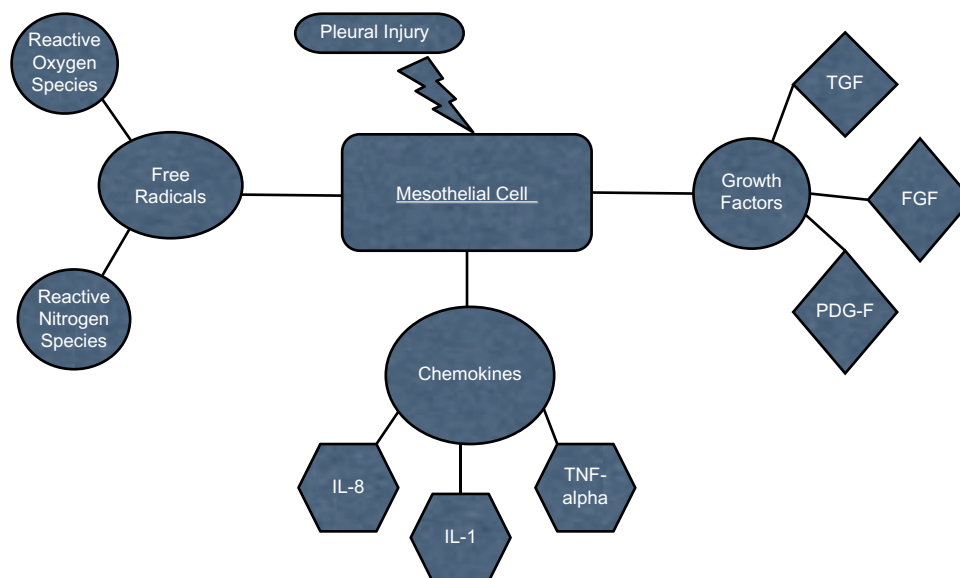 Pleural Injury
Reactive
Oxygen
Species
TGF
Free
Radicals
Mesothelial Cell
Growth
Factors
FGF
Reactive
Nitrogen
Species
PDG-F
Chemokines
IL-8
TNF-
alpha
IL-1